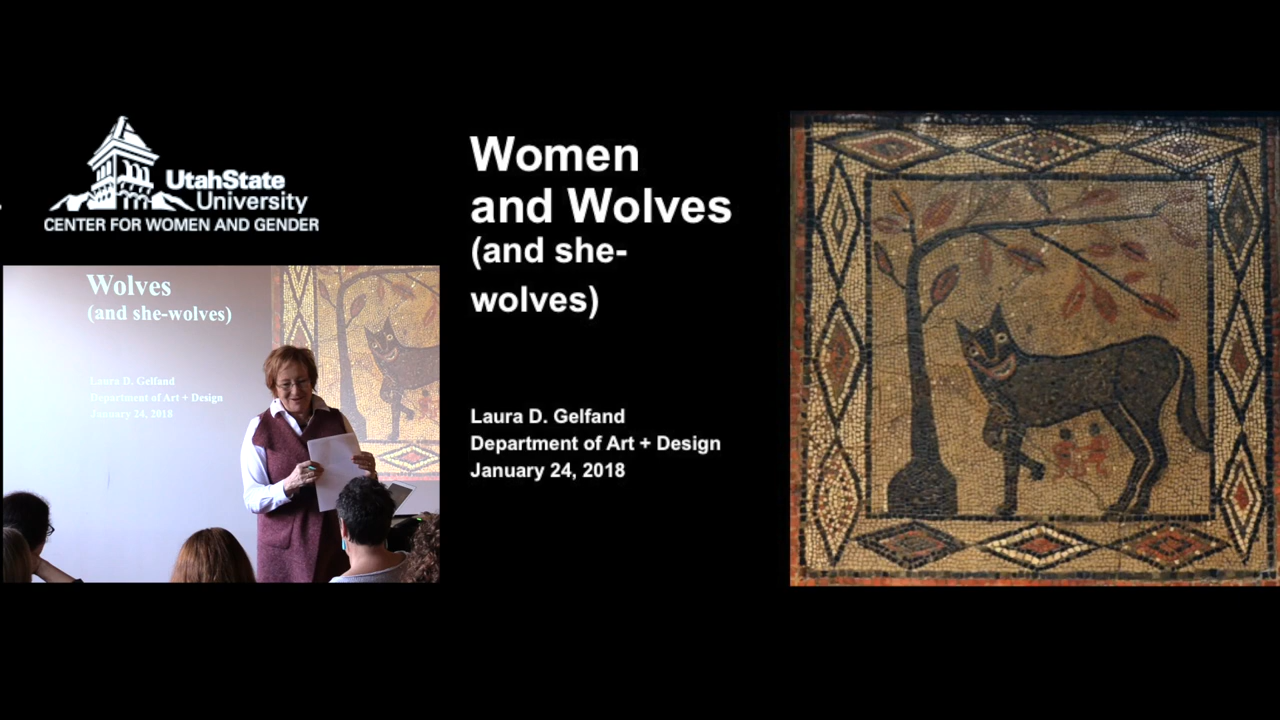 UtahState
University
CENTER FOR WOMEN AND GENDER
Wolves
(and she-wolves)
Laura D. Gelfand
Department of Art + Design
January 24, 2018
Women
and Wolves
(and she-
wolves)
Laura D. Gelfand
Department of Art + Design
January 24, 2018